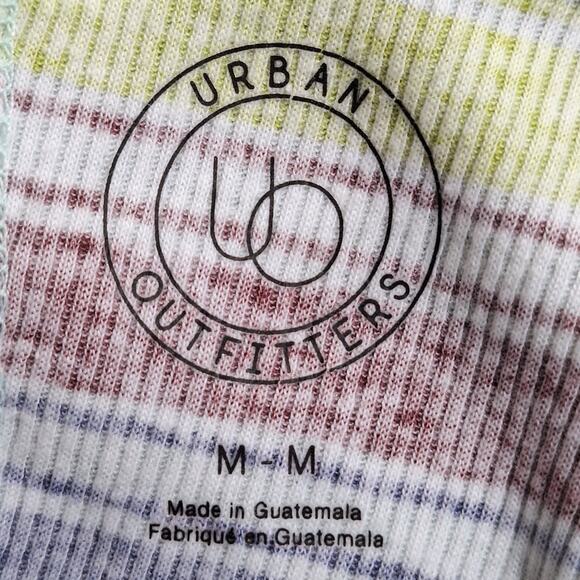 URBAN
UO
OUTFITTERS
M - M
Made in Guatemala
Fabriqué en Guatemala